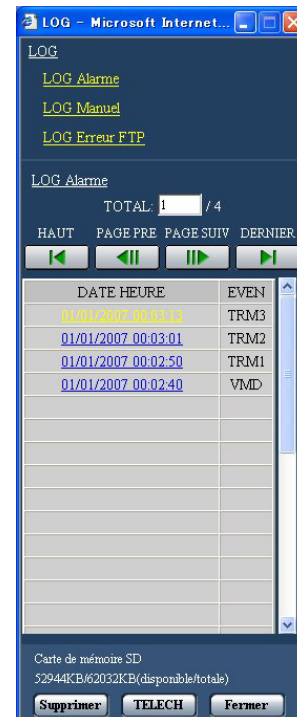 LOG - Microsoft Internet...
LOG
LOG Alarme
LOG Manuel
LOG Erreur FTP
LOG Alarme
TOTAL: 1 / 4
HAUT PAGE PRE PAGE SUIV DERNIER
DATE HEURE EVEN
01/01/2007 00:03:13 TRM3
01/01/2007 00:03:01 TRM2
01/01/2007 00:02:50 TRM1
01/01/2007 00:02:40 VMD
Carte de mémoire SD
52944KB/62032KB(disponible/totale)
Supprimer TELECH Fermer